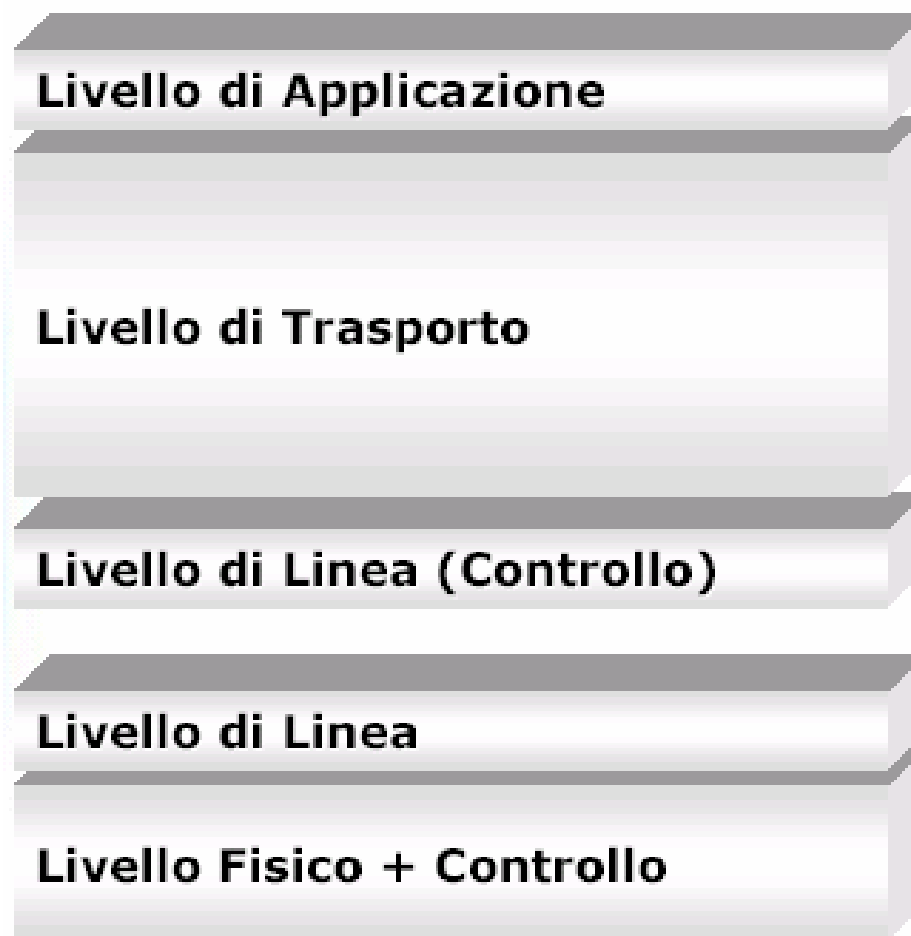 Livello di Applicazione
Livello di Trasporto
Livello di Linea (Controllo)
Livello di Linea
Livello Fisico + Controllo